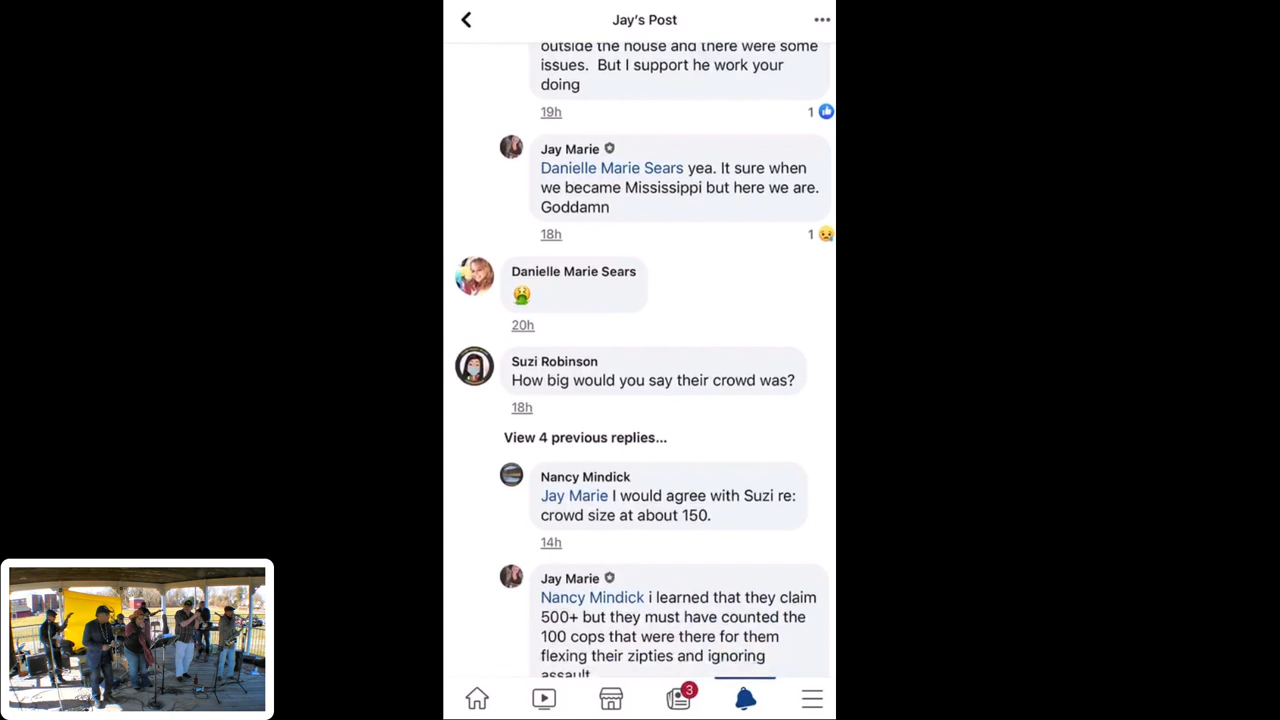 Jay's Post
outside the house and there were some
issues.  But I support he work your
doing
19h
1
Jay Marie
Danielle Marie Sears yea. It sure when
we became Mississippi but here we are.
Goddamn
18h
1
Danielle Marie Sears
🤮
20h
Suzi Robinson
How big would you say their crowd was?
18h
View 4 previous replies...
Nancy Mindick
Jay Marie I would agree with Suzi re:
crowd size at about 150.
14h
Jay Marie
Nancy Mindick i learned that they claim
500+ but they must have counted the
100 cops that were there for them
flexing their zipties and ignoring
assault
3